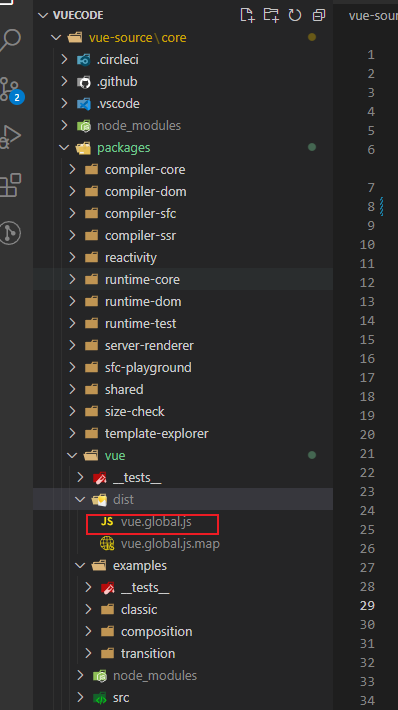 VUECODE
vue-sour
vue-source\core
.circleci
.github
.vscode
2
node_modules
packages
compiler-core
compiler-dom
compiler-sfc
compiler-ssr
reactivity
runtime-core
runtime-dom
runtime-test
server-renderer
sfc-playground
shared
size-check
template-explorer
vue
__tests__
dist
JS vue.global.js
vue.global.js.map
examples
__tests__
classic
composition
transition
node_modules
src
1
2
3
4
5
6
7
8
9
10
11
12
13
14
15
16
17
18
19
20
21
22
23
24
25
26
27
28
29
30
31
32
33
34